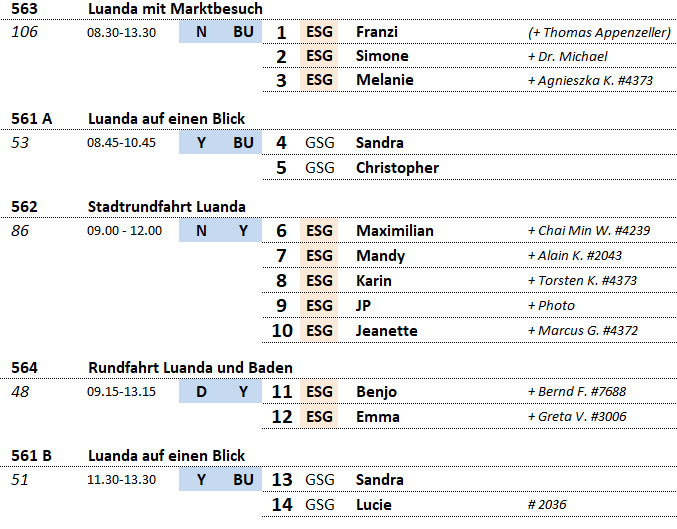 563 Luanda mit Marktbesuch
106 08.30-13.30 N BU 1 ESG Franzi (+ Thomas Appenzeller)
2 ESG Simone + Dr. Michael
3 ESG Melanie + Agnieszka K. #4373
561 A Luanda auf einen Blick
53 08.45-10.45 Y BU 4 GSG Sandra
5 GSG Christopher
562 Stadtrundfahrt Luanda
86 09.00 - 12.00 N Y 6 ESG Maximilian + Chai Min W. #4239
7 ESG Mandy + Alain K. #2043
8 ESG Karin + Torsten K. #4373
9 ESG JP + Photo
10 ESG Jeanette + Marcus G. #4372
564 Rundfahrt Luanda und Baden
48 09.15-13.15 D Y 11 ESG Benjo + Bernd F. #7688
12 ESG Emma + Greta V. #3006
561 B Luanda auf einen Blick
51 11.30-13.30 Y BU 13 GSG Sandra
14 GSG Lucie # 2036